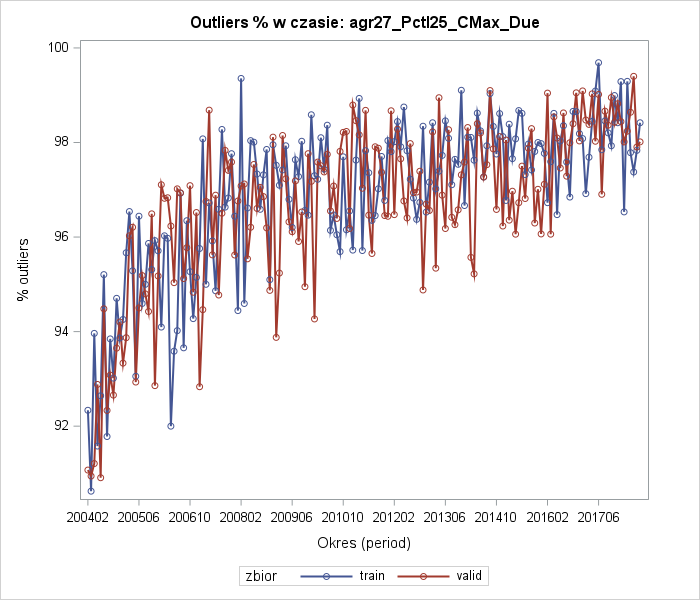 Outliers % w czasie: agr27_Pctl25_CMax_Due
100
98
96
94
92
% outliers
200402 200506 200610 200802 200906 201010 201202 201306 201410 201602 201706
Okres (period)
zbior train valid